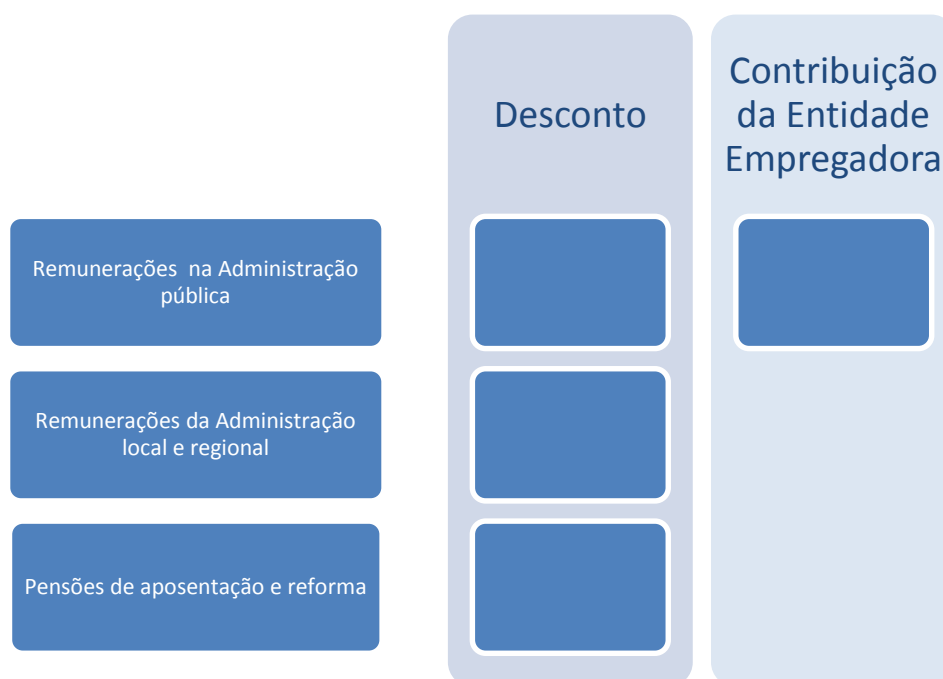 Desconto
Contribuição
da Entidade
Empregadora
Remunerações na Administração
pública
Remunerações da Administração
local e regional
Pensões de aposentação e reforma